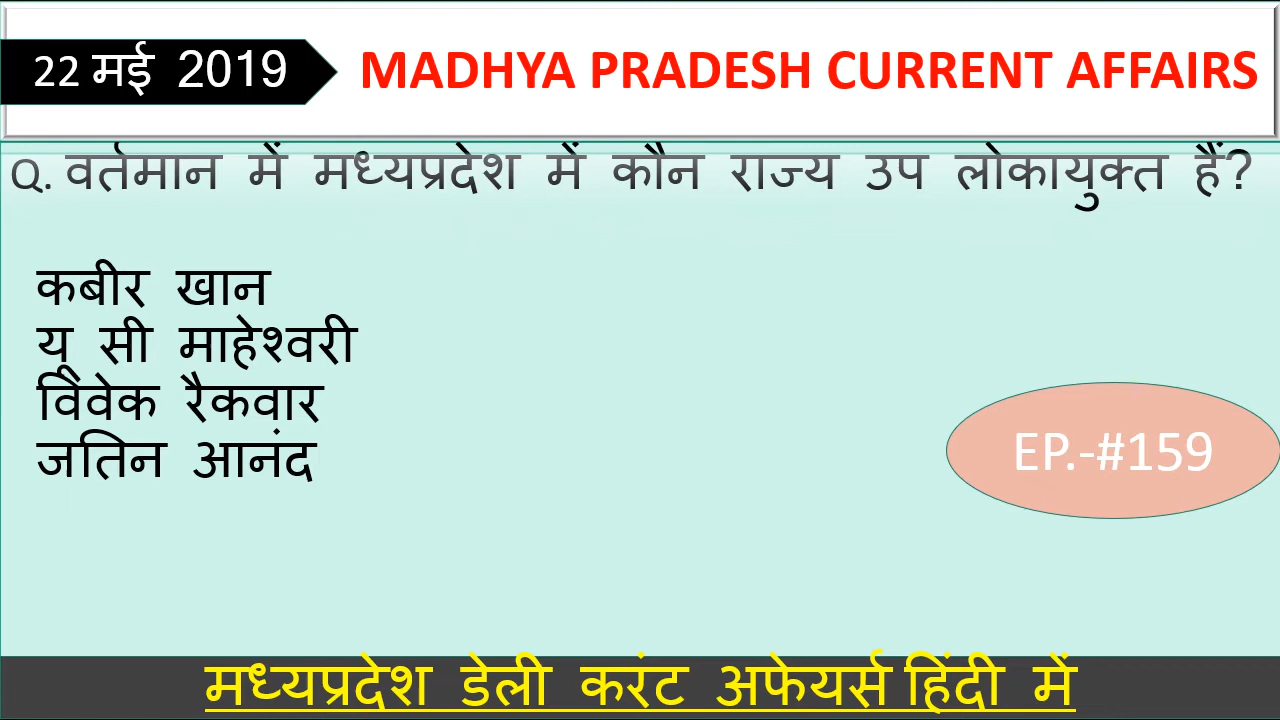 22 मई 2019
MADHYA PRADESH CURRENT AFFAIRS
Q. वर्तमान में मध्यप्रदेश में कौन राज्य उप लोकायुक्त हैं?
कबीर खान
यू सी माहेश्वरी
विवेक रैकवार
जतिन आनंद
EP.-#159
मध्यप्रदेश डेली करंट अफेयर्स हिंदी में